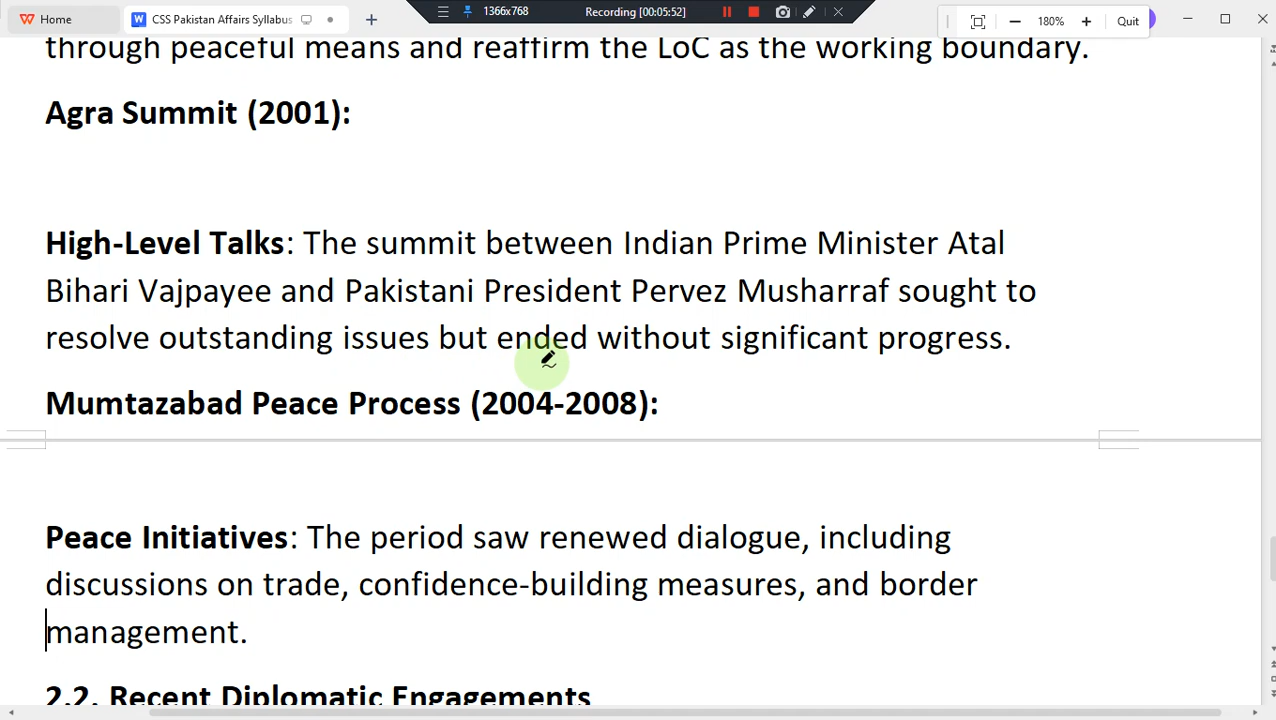 Home
CSS Pakistan Affairs Syllabus
1366x768
Recording [00:05:52]
180%
Quit
through peaceful means and reaffirm the LoC as the working boundary.
Agra Summit (2001):
High-Level Talks: The summit between Indian Prime Minister Atal
Bihari Vajpayee and Pakistani President Pervez Musharraf sought to
resolve outstanding issues but ended without significant progress.
Mumtazabad Peace Process (2004-2008):
Peace Initiatives: The period saw renewed dialogue, including
discussions on trade, confidence-building measures, and border
management.
2.2. Recent Diplomatic Engagements